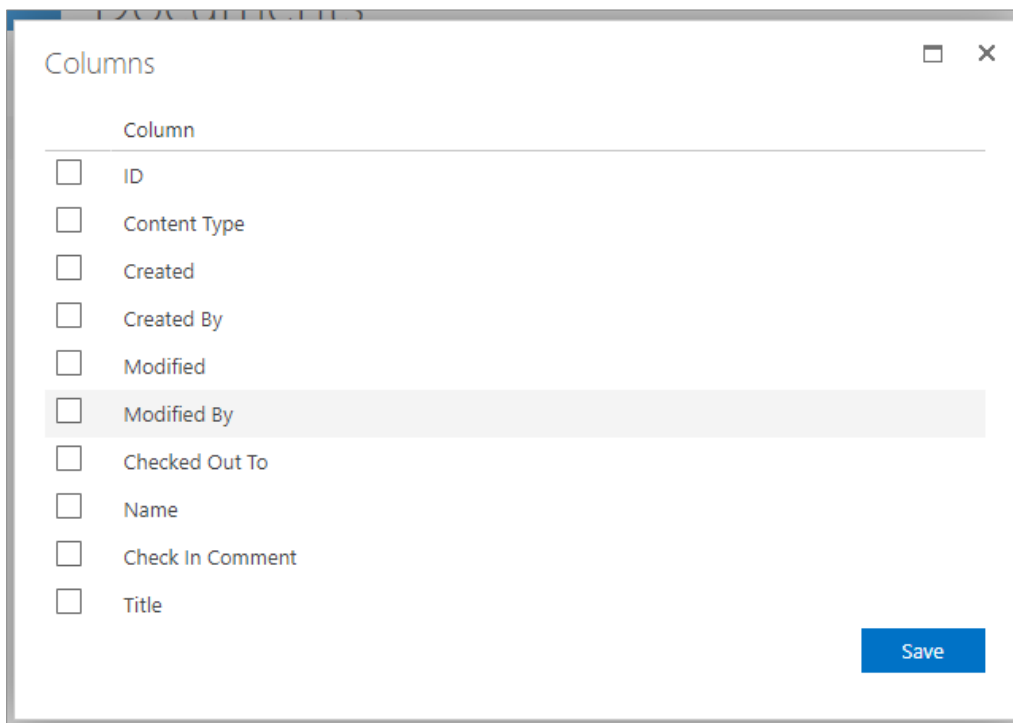 Documents
Columns
Column
ID
Content Type
Created
Created By
Modified
Modified By
Checked Out To
Name
Check In Comment
Title
Save